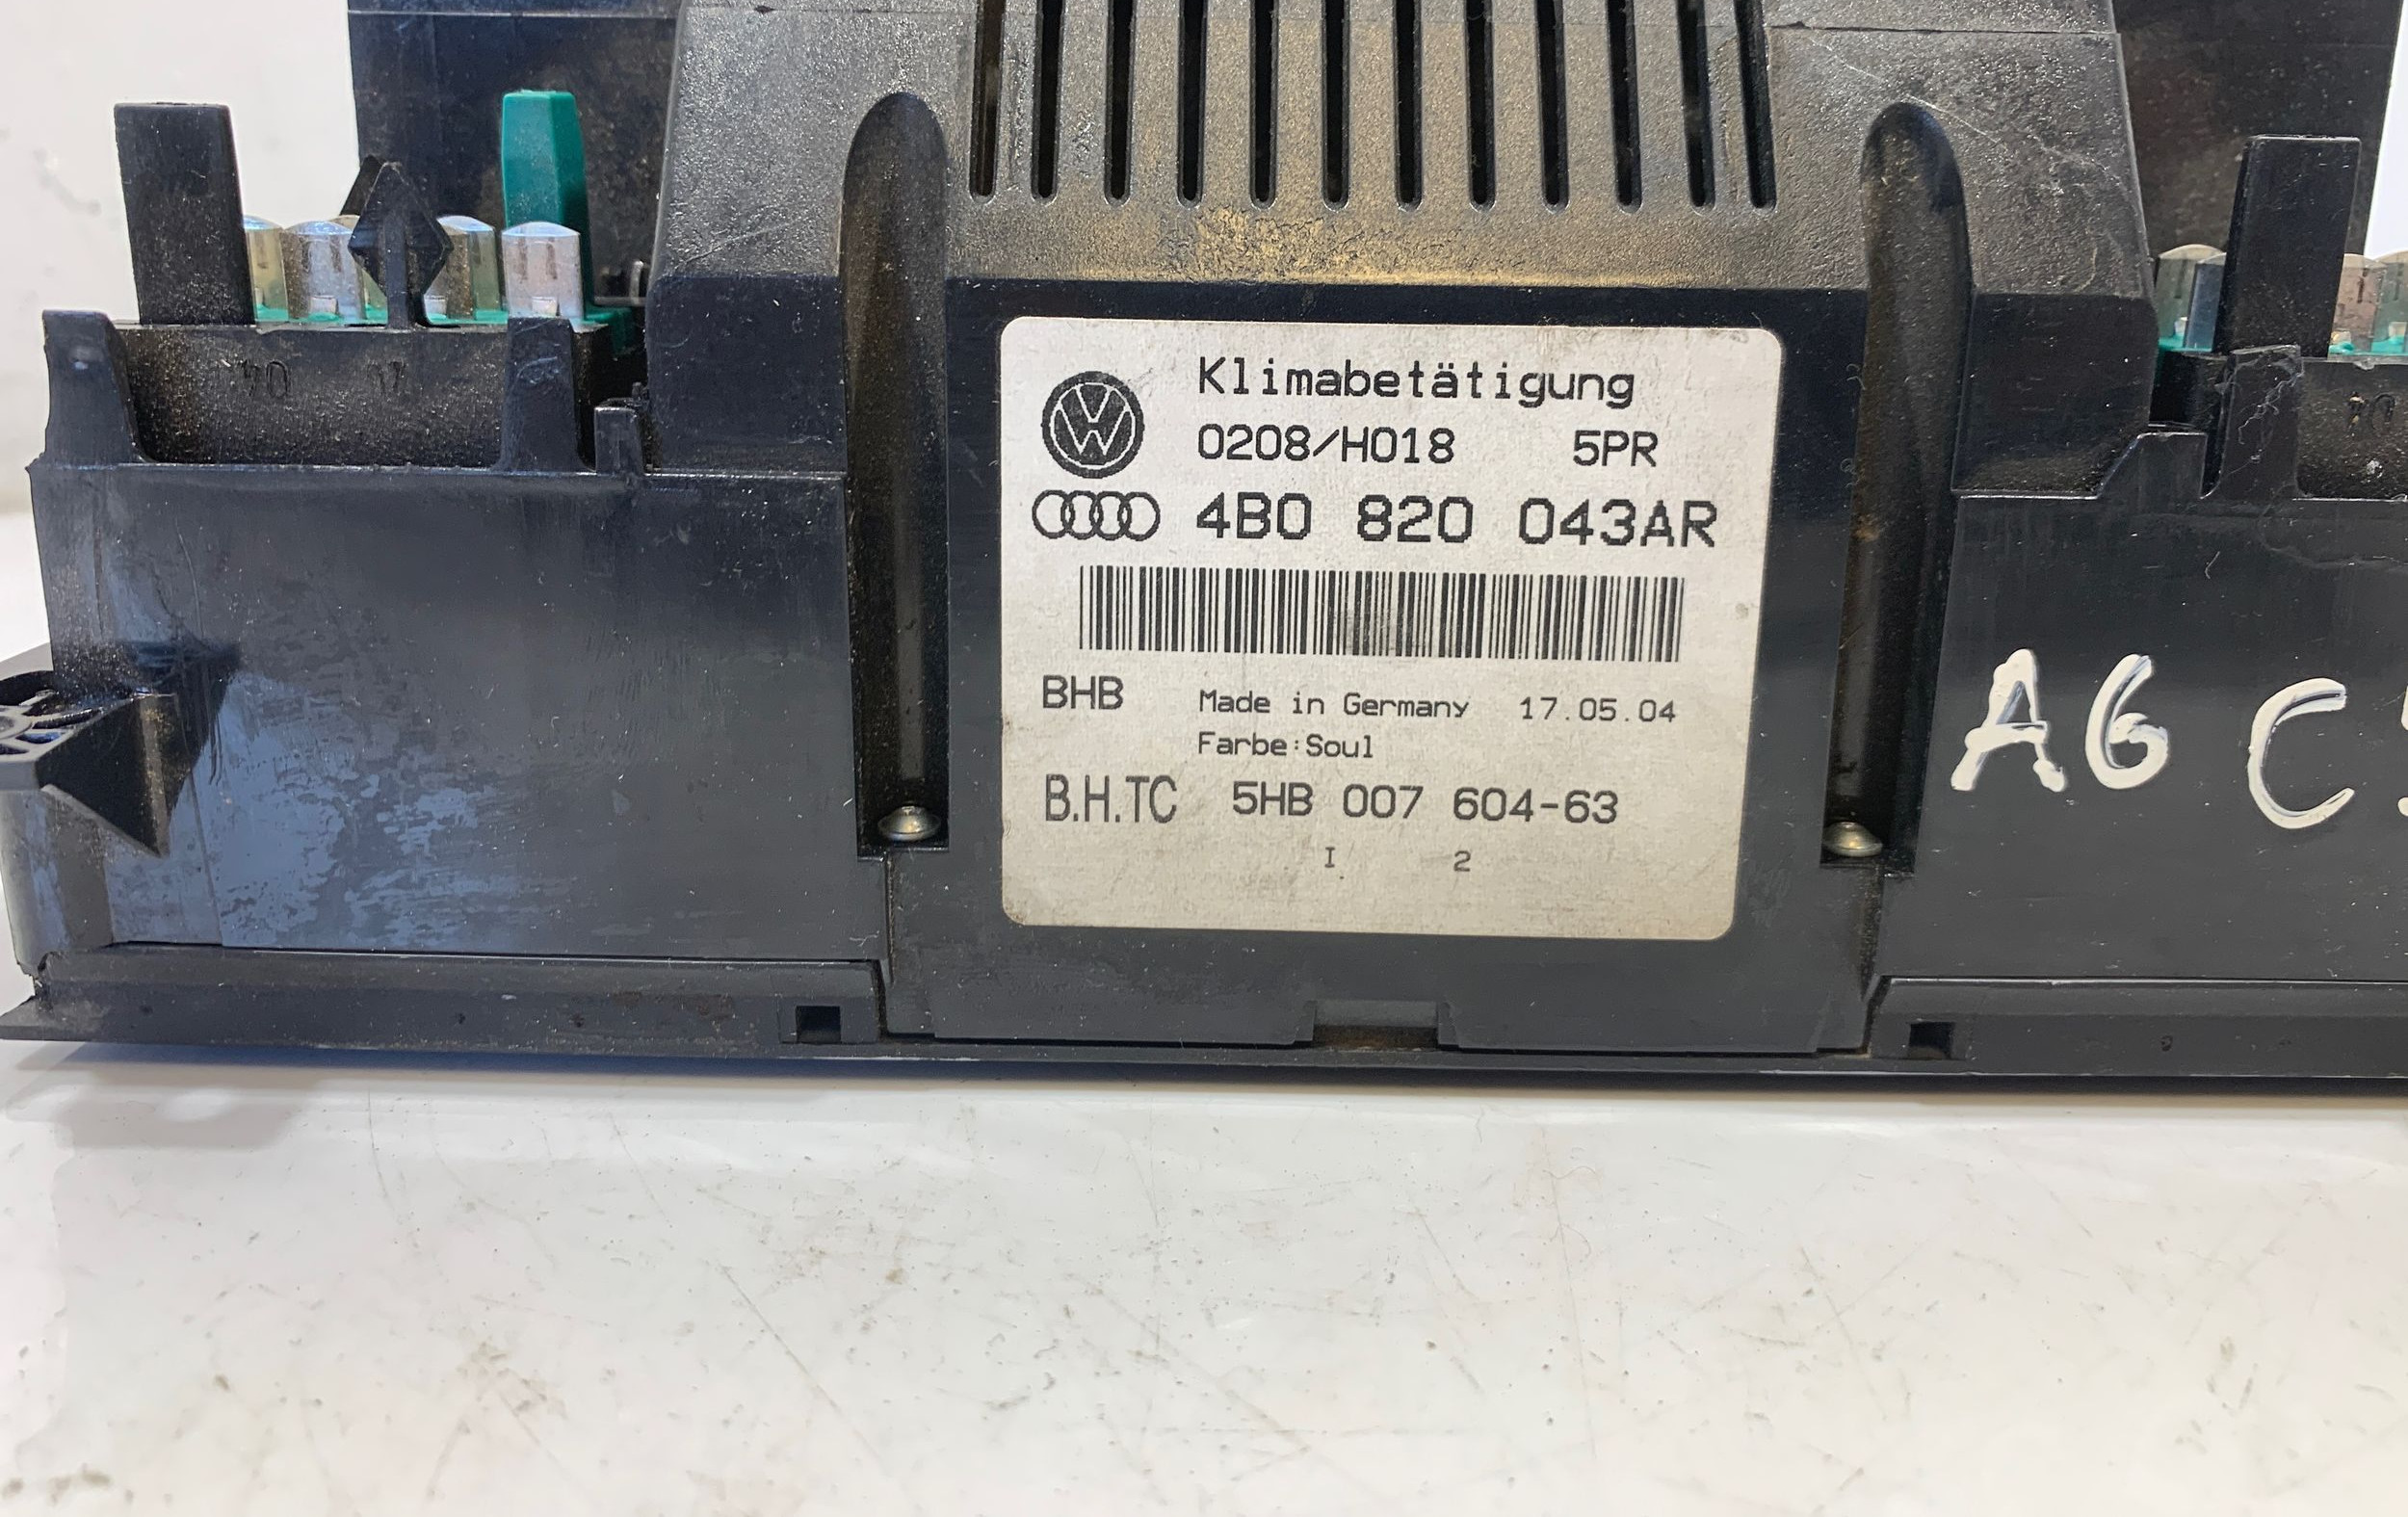 Klimabetätigung
0208/H018 5PR
4B0 820 043AR
BHB Made in Germany 17.05.04
Farbe:Soul
B.H.TC 5HB 007 604-63
I 2
A6 C